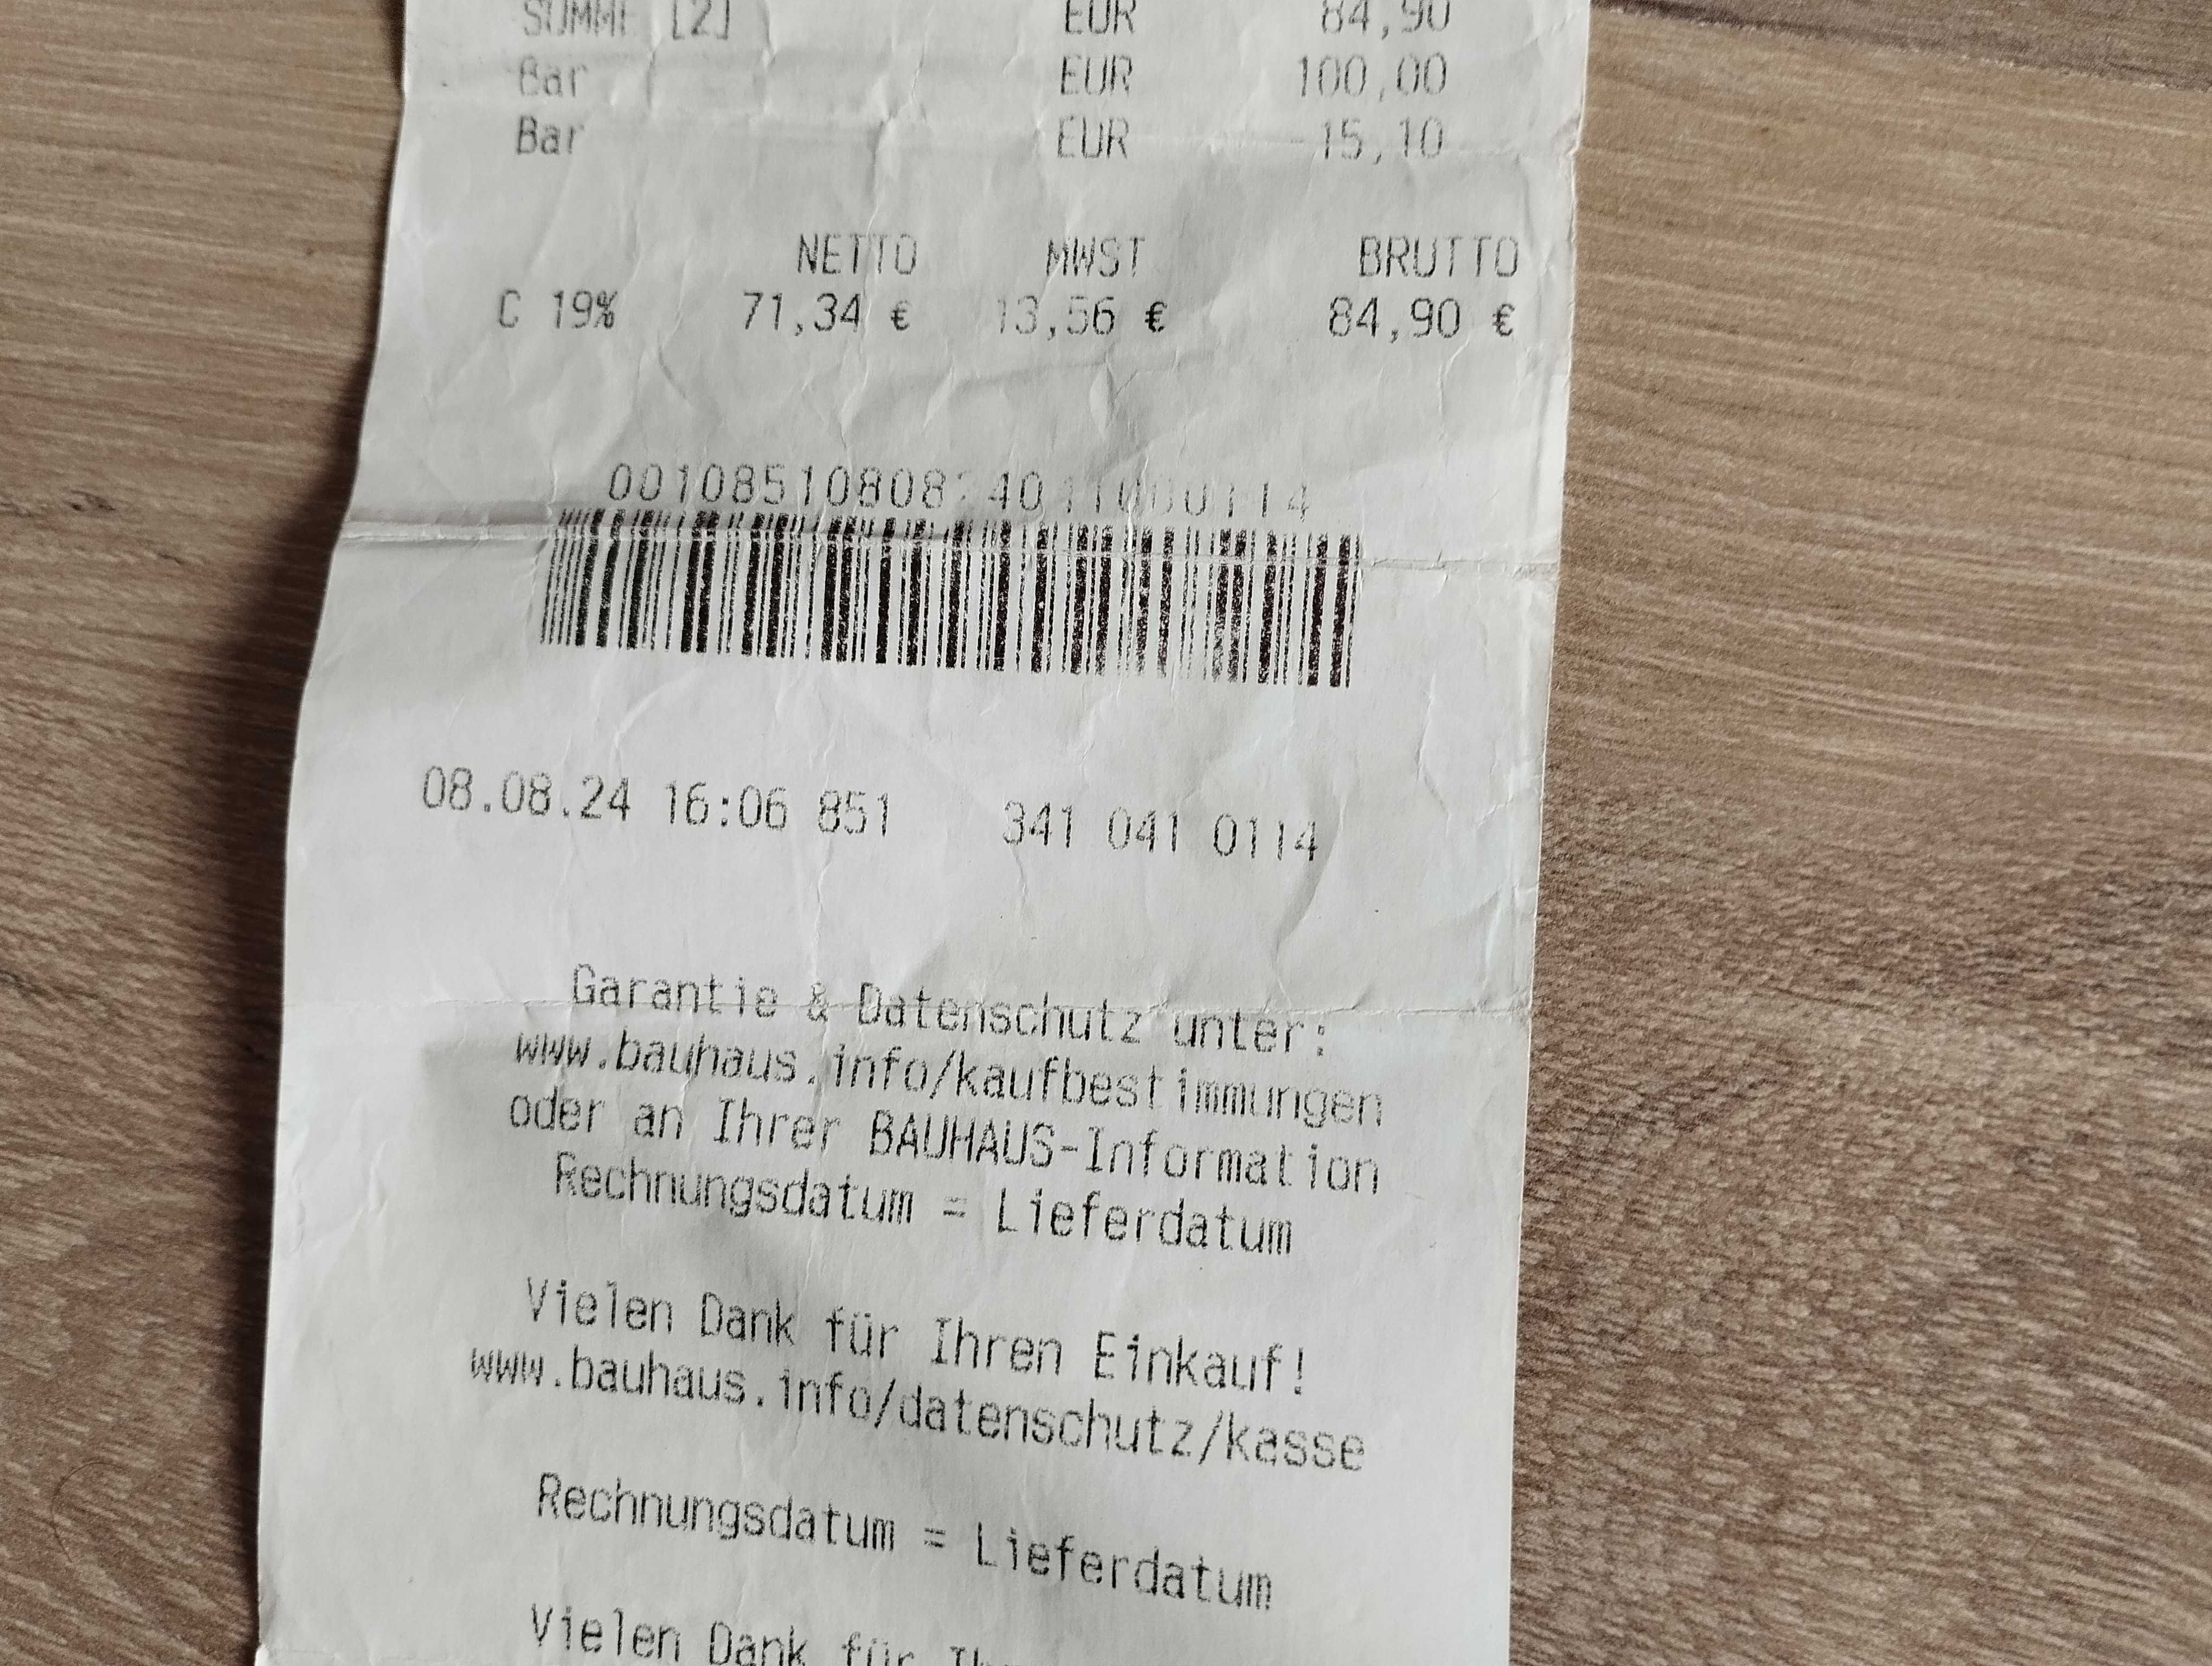 SUMME [2] EUR 84,90
Bar EUR 100,00
Bar EUR -15,10
NETTO MWST BRUTTO
C 19% 71,34 € 13,56 € 84,90 €
08.08.24 16:06 851 341 041 0114
Garantie & Datenschutz unter:
www.bauhaus.info/kaufbestimmungen
oder an Ihrer BAUHAUS-Information
Rechnungsdatum = Lieferdatum
Vielen Dank für Ihren Einkauf!
www.bauhaus.info/datenschutz/kasse
Rechnungsdatum = Lieferdatum
Vielen Dank für